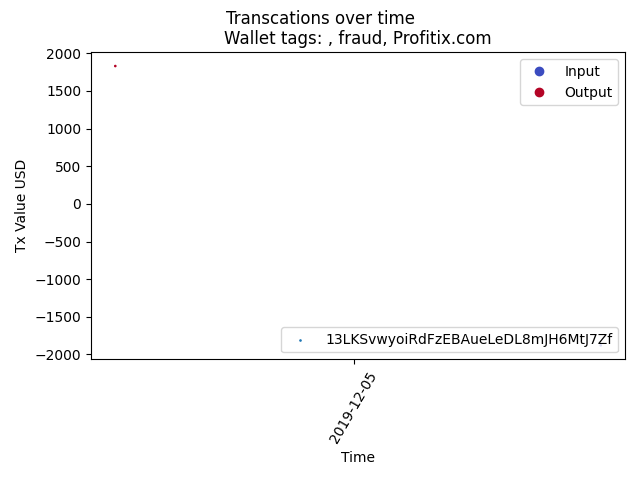 Transcations over time
Wallet tags: , fraud, Profitix.com
2000
1500
1000
500
0
−500
−1000
−1500
−2000
Tx Value USD
Input
Output
13LKSvwyoiRdFzEBAueLeDL8mJH6MtJ7Zf
2019-12-05
Time